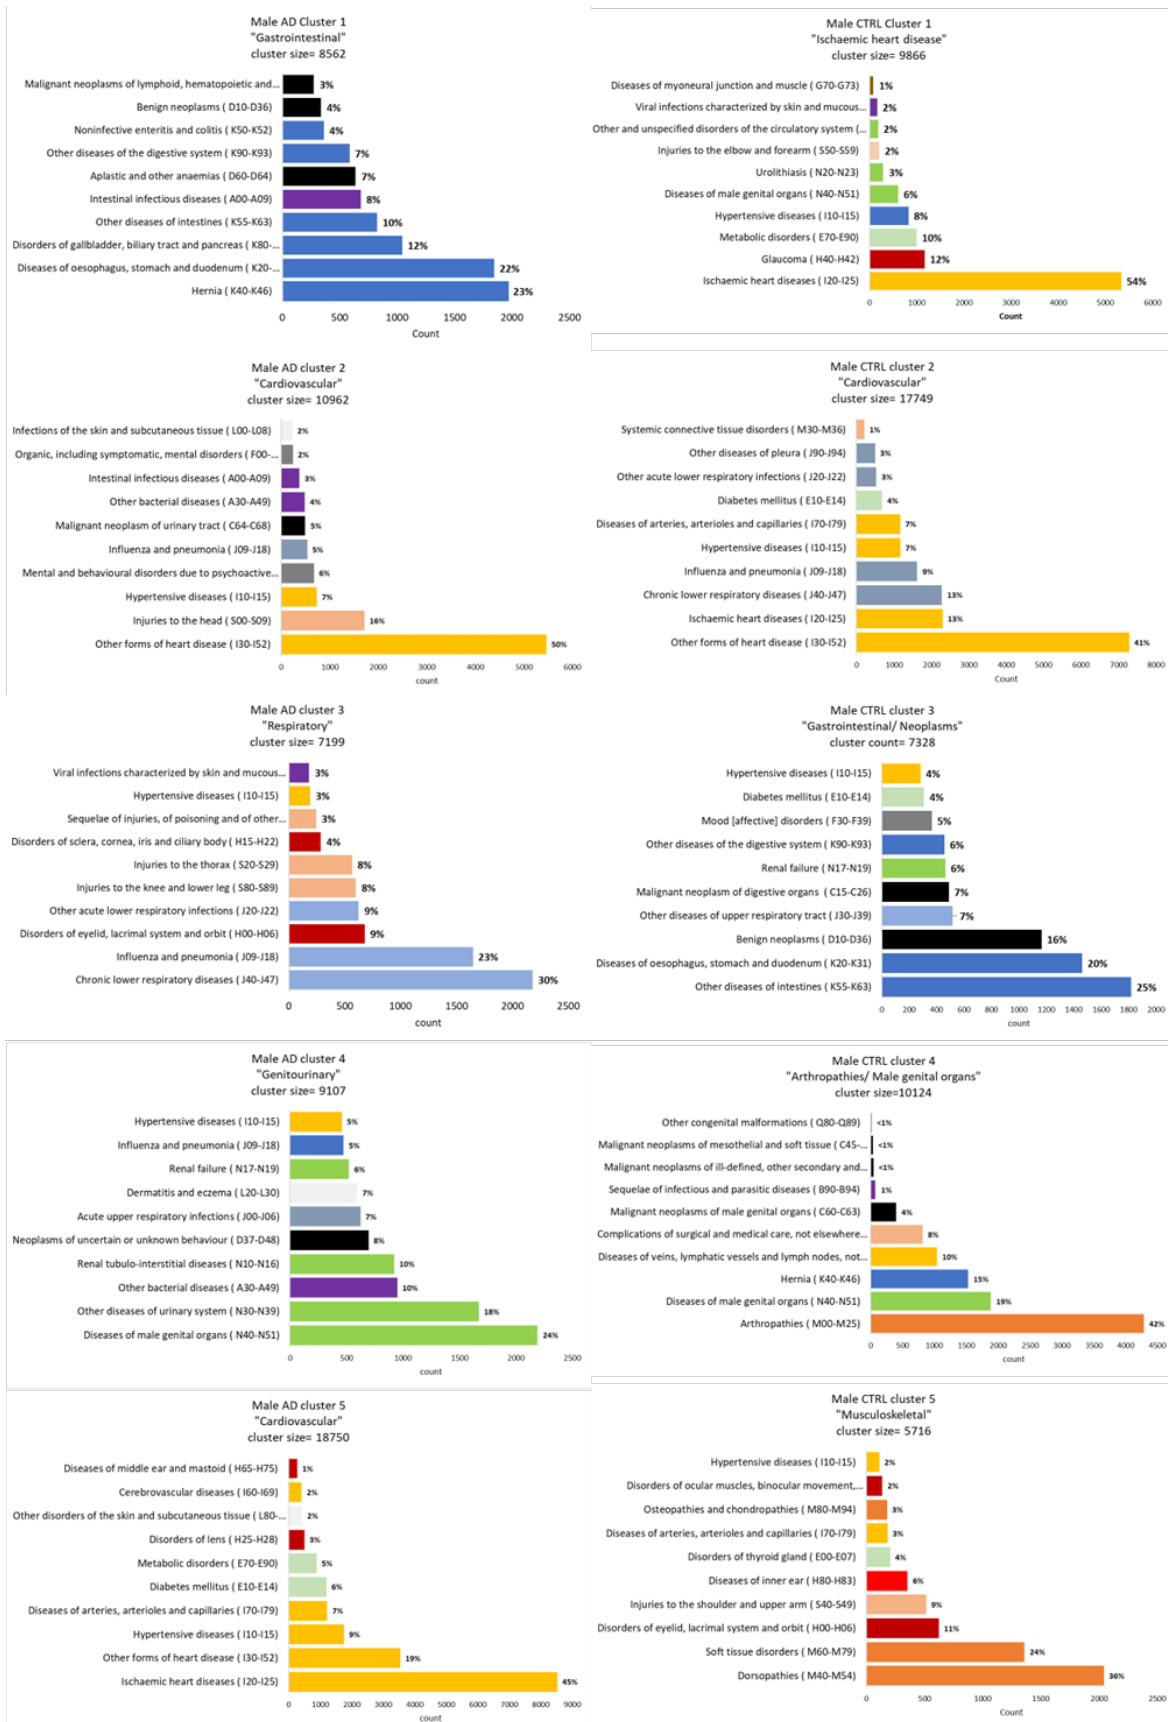 Male AD Cluster 1
"Gastrointestinal"
cluster size= 8562
Malignant neoplasms of lymphoid, hematopoietic and... 3%
Benign neoplasms ( D10-D36) 4%
Noninfective enteritis and colitis ( K50-K52) 4%
Other diseases of the digestive system ( K90-K93) 7%
Aplastic and other anaemias ( D60-D64) 7%
Intestinal infectious diseases ( A00-A09) 8%
Other diseases of intestines ( K55-K63) 10%
Disorders of gallbladder, biliary tract and pancreas ( K80-... 12%
Diseases of oesophagus, stomach and duodenum ( K20-... 22%
Hernia ( K40-K46) 23%
0 500 1000 1500 2000 2500
Count
Male CTRL Cluster 1
"Ischaemic heart disease"
cluster size= 9866
Diseases of myoneural junction and muscle ( G70-G73) 1%
Viral infections characterized by skin and mucous... 2%
Other and unspecified disorders of the circulatory system (... 2%
Injuries to the elbow and forearm ( S50-S59) 2%
Urolithiasis ( N20-N23) 3%
Diseases of male genital organs ( N40-N51) 6%
Hypertensive diseases ( I10-I15) 8%
Metabolic disorders ( E70-E90) 10%
Glaucoma ( H40-H42) 12%
Ischaemic heart diseases ( I20-I25) 54%
0 1000 2000 3000 4000 5000 6000
Count
Male AD cluster 2
"Cardiovascular"
cluster size= 10962
Infections of the skin and subcutaneous tissue ( L00-L08) 2%
Organic, including symptomatic, mental disorders ( F00-... 2%
Intestinal infectious diseases ( A00-A09) 3%
Other bacterial diseases ( A30-A49) 4%
Malignant neoplasm of urinary tract ( C64-C68) 5%
Influenza and pneumonia ( J09-J18) 5%
Mental and behavioural disorders due to psychoactive... 6%
Hypertensive diseases ( I10-I15) 7%
Injuries to the head ( S00-S09) 16%
Other forms of heart disease ( I30-I52) 50%
0 1000 2000 3000 4000 5000 6000
count
Male CTRL cluster 2
"Cardiovascular"
cluster size= 17749
Systemic connective tissue disorders ( M30-M36) 1%
Other diseases of pleura ( J90-J94) 3%
Other acute lower respiratory infections ( J20-J22) 3%
Diabetes mellitus ( E10-E14) 4%
Diseases of arteries, arterioles and capillaries ( I70-I79) 7%
Hypertensive diseases ( I10-I15) 7%
Influenza and pneumonia ( J09-J18) 9%
Chronic lower respiratory diseases ( J40-J47) 13%
Ischaemic heart diseases ( I20-I25) 13%
Other forms of heart disease ( I30-I52) 41%
0 1000 2000 3000 4000 5000 6000 7000 8000
Count
Male AD cluster 3
"Respiratory"
cluster size= 7199
Viral infections characterized by skin and mucous... 3%
Hypertensive diseases ( I10-I15) 3%
Sequelae of injuries, of poisoning and of other... 3%
Disorders of sclera, cornea, iris and ciliary body ( H15-H22) 4%
Injuries to the thorax ( S20-S29) 8%
Injuries to the knee and lower leg ( S80-S89) 8%
Other acute lower respiratory infections ( J20-J22) 9%
Disorders of eyelid, lacrimal system and orbit ( H00-H06) 9%
Influenza and pneumonia ( J09-J18) 23%
Chronic lower respiratory diseases ( J40-J47) 30%
0 500 1000 1500 2000 2500
count
Male CTRL cluster 3
"Gastrointestinal/ Neoplasms"
cluster count= 7328
Hypertensive diseases ( I10-I15) 4%
Diabetes mellitus ( E10-E14) 4%
Mood [affective] disorders ( F30-F39) 5%
Other diseases of the digestive system ( K90-K93) 6%
Renal failure ( N17-N19) 6%
Malignant neoplasm of digestive organs ( C15-C26) 7%
Other diseases of upper respiratory tract ( J30-J39) 7%
Benign neoplasms ( D10-D36) 16%
Diseases of oesophagus, stomach and duodenum ( K20-K31) 20%
Other diseases of intestines ( K55-K63) 25%
0 200 400 600 800 1000 1200 1400 1600 1800 2000
count
Male AD cluster 4
"Genitourinary"
cluster size= 9107
Hypertensive diseases ( I10-I15) 5%
Influenza and pneumonia ( J09-J18) 5%
Renal failure ( N17-N19) 6%
Dermatitis and eczema ( L20-L30) 7%
Acute upper respiratory infections ( J00-J06) 7%
Neoplasms of uncertain or unknown behaviour ( D37-D48) 8%
Renal tubulo-interstitial diseases ( N10-N16) 10%
Other bacterial diseases ( A30-A49) 10%
Other diseases of urinary system ( N30-N39) 18%
Diseases of male genital organs ( N40-N51) 24%
0 500 1000 1500 2000 2500
count
Male CTRL cluster 4
"Arthropathies/ Male genital organs"
cluster size=10124
Other congenital malformations ( Q80-Q89) <1%
Malignant neoplasms of mesothelial and soft tissue ( C45-... <1%
Malignant neoplasms of ill-defined, other secondary and... <1%
Sequelae of infectious and parasitic diseases ( B90-B94) 1%
Malignant neoplasms of male genital organs ( C60-C63) 4%
Complications of surgical and medical care, not elsewhere... 8%
Diseases of veins, lymphatic vessels and lymph nodes, not... 10%
Hernia ( K40-K46) 15%
Diseases of male genital organs ( N40-N51) 19%
Arthropathies ( M00-M25) 42%
0 500 1000 1500 2000 2500 3000 3500 4000 4500
count
Male AD cluster 5
"Cardiovascular"
cluster size= 18750
Diseases of middle ear and mastoid ( H65-H75) 1%
Cerebrovascular diseases ( I60-I69) 2%
Other disorders of the skin and subcutaneous tissue ( L80-... 2%
Disorders of lens ( H25-H28) 3%
Metabolic disorders ( E70-E90) 5%
Diabetes mellitus ( E10-E14) 6%
Diseases of arteries, arterioles and capillaries ( I70-I79) 7%
Hypertensive diseases ( I10-I15) 9%
Other forms of heart disease ( I30-I52) 19%
Ischaemic heart diseases ( I20-I25) 45%
0 1000 2000 3000 4000 5000 6000 7000 8000 9000
count
Male CTRL cluster 5
"Musculoskeletal"
cluster size= 5716
Hypertensive diseases ( I10-I15) 2%
Disorders of ocular muscles, binocular movement,... 2%
Osteopathies and chondropathies ( M80-M94) 3%
Diseases of arteries, arterioles and capillaries ( I70-I79) 3%
Disorders of thyroid gland ( E00-E07) 4%
Diseases of inner ear ( H80-H83) 6%
Injuries to the shoulder and upper arm ( S40-S49) 9%
Disorders of eyelid, lacrimal system and orbit ( H00-H06) 11%
Soft tissue disorders ( M60-M79) 24%
Dorsopathies ( M40-M54) 36%
0 500 1000 1500 2000 2500
Count